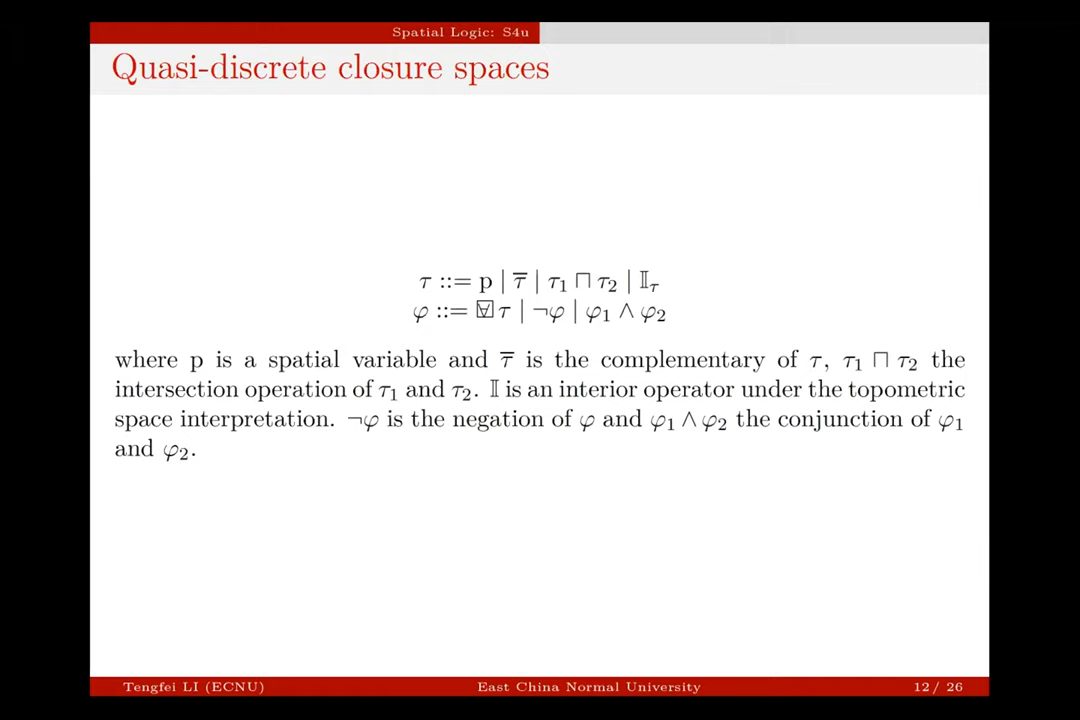 Spatial Logic: S4u
Quasi-discrete closure spaces
τ ::= p | τ̅ | τ₁ ⊓ τ₂ | 𝕀_τ
φ ::= ⧆∀ τ | ¬φ | φ₁ ∧ φ₂
where p is a spatial variable and τ̅ is the complementary of τ, τ₁ ⊓ τ₂ the
intersection operation of τ₁ and τ₂. 𝕀 is an interior operator under the topometric
space interpretation. ¬φ is the negation of φ and φ₁ ∧ φ₂ the conjunction of φ₁
and φ₂.
Tengfei LI (ECNU)
East China Normal University
12 / 26